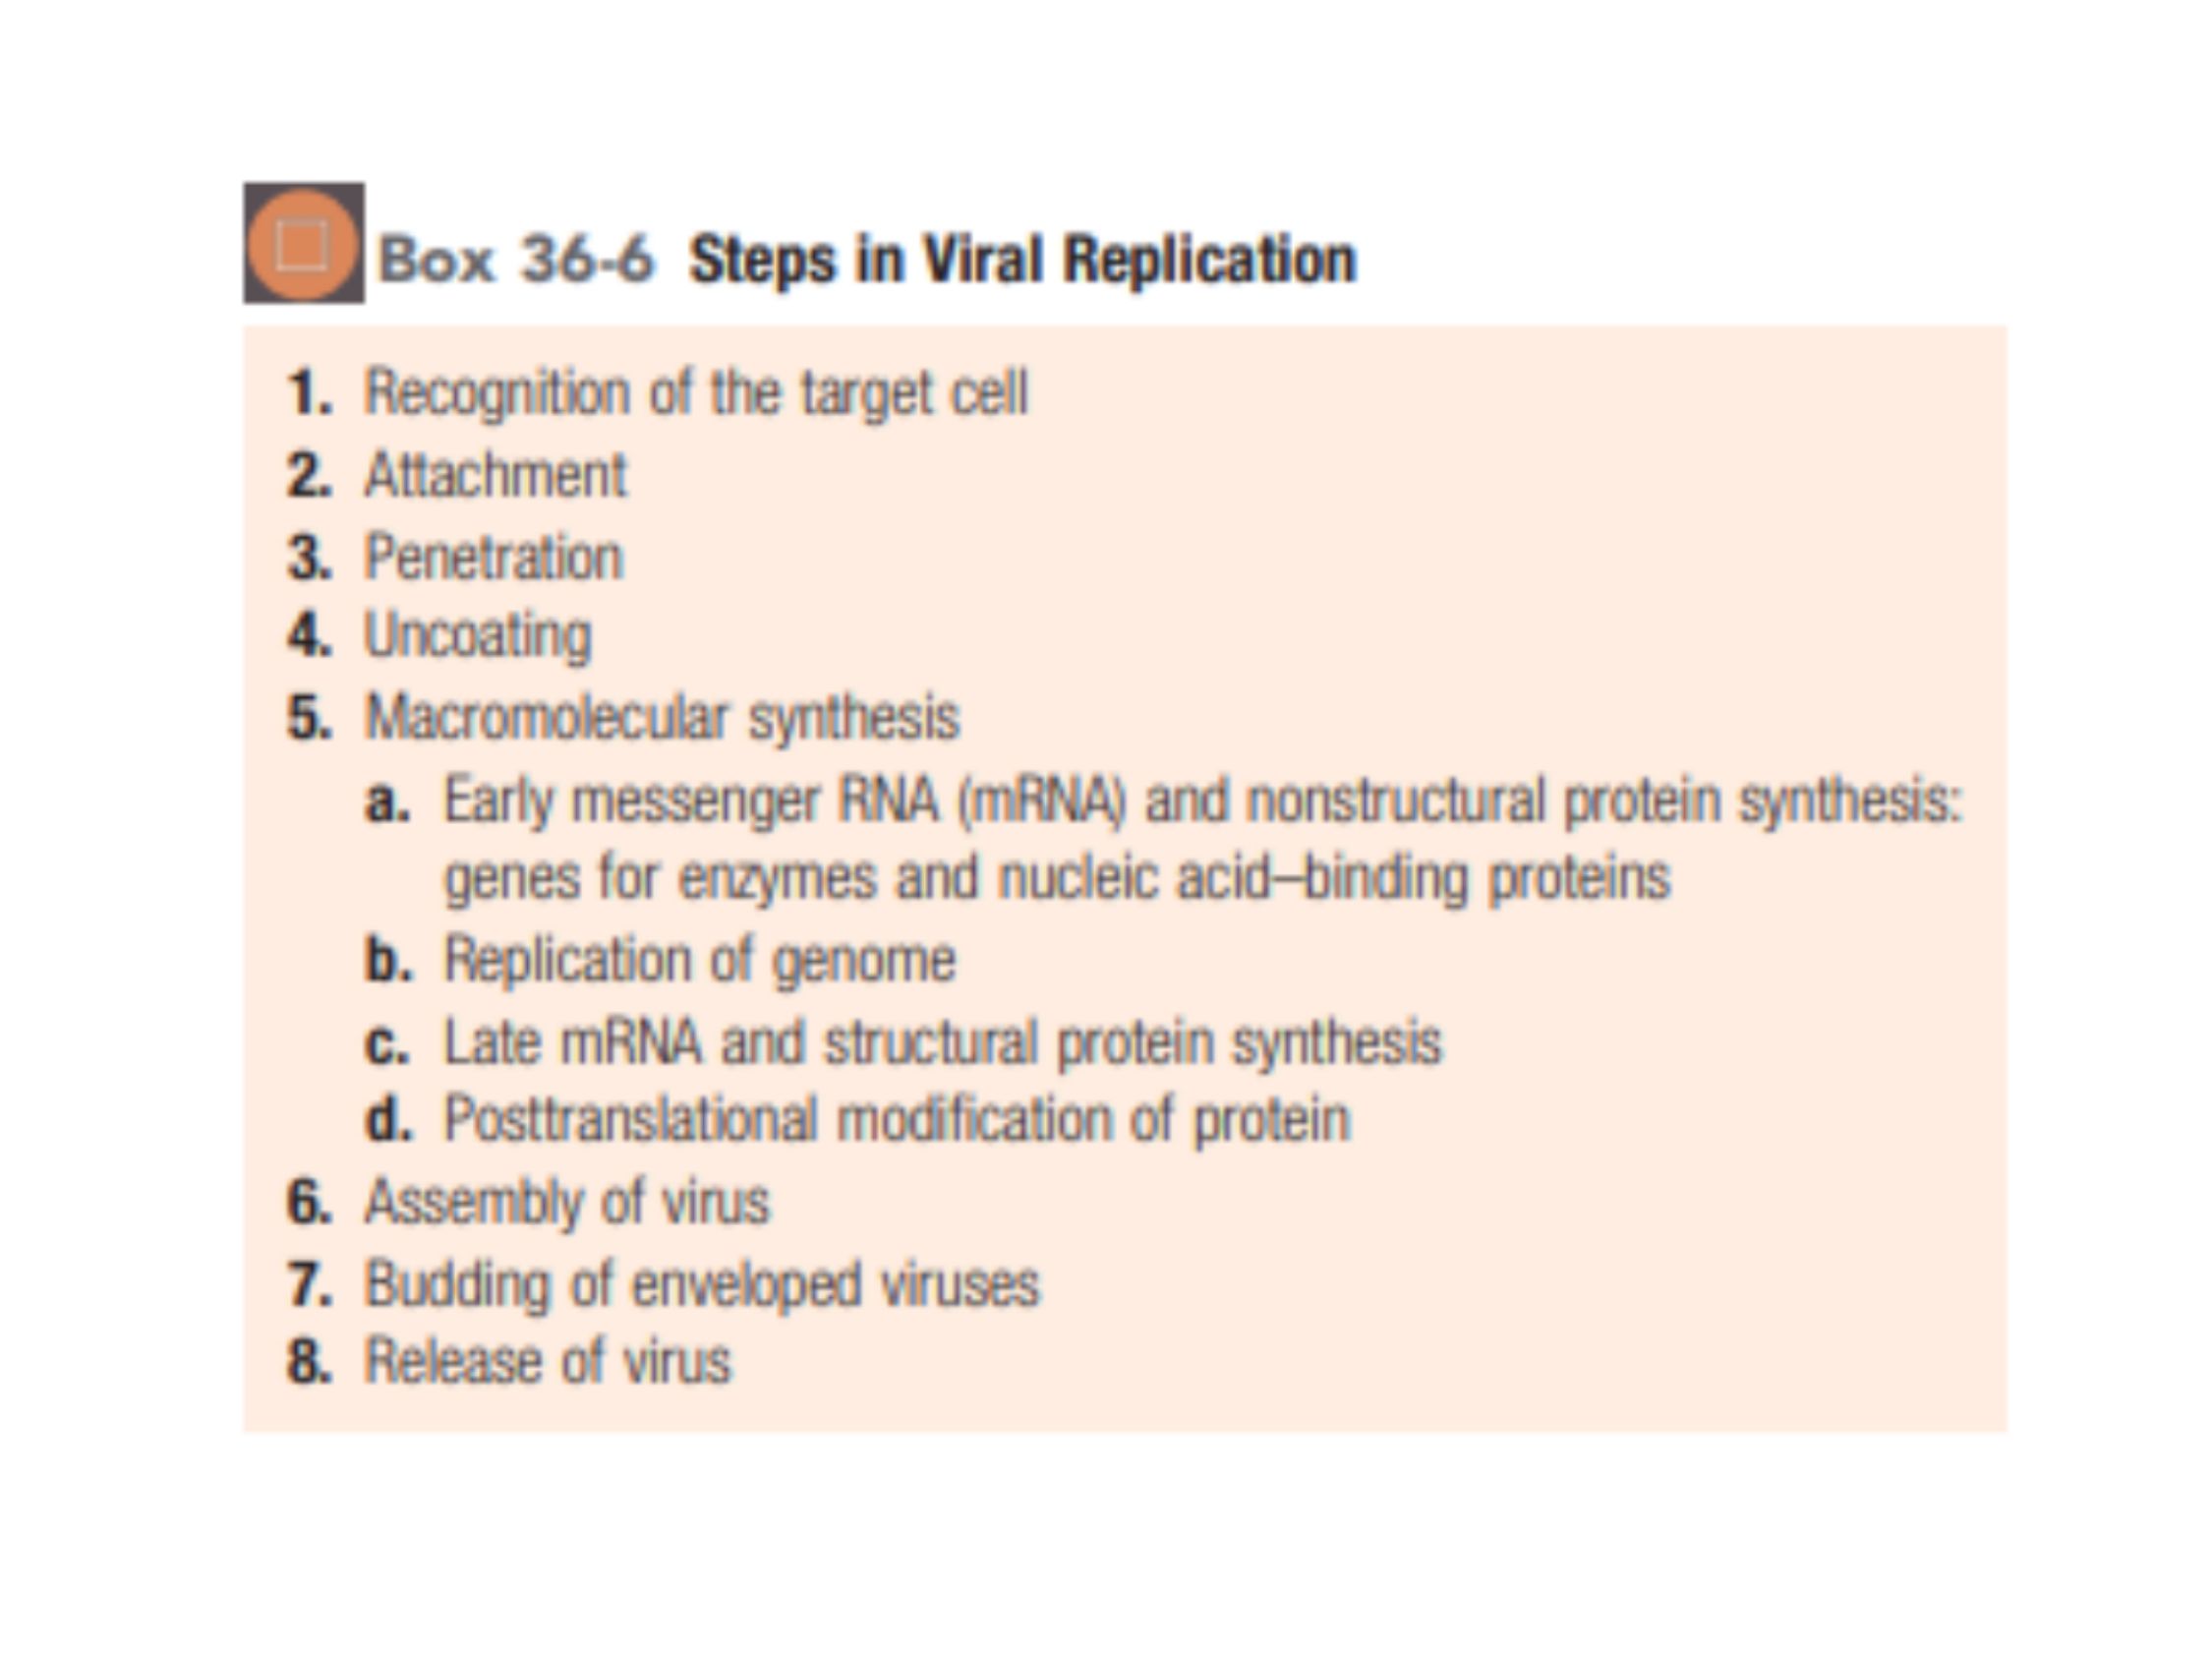 Box 36-6 Steps in Viral Replication
1. Recognition of the target cell
2. Attachment
3. Penetration
4. Uncoating
5. Macromolecular synthesis
a. Early messenger RNA (mRNA) and nonstructural protein synthesis:
genes for enzymes and nucleic acid–binding proteins
b. Replication of genome
c. Late mRNA and structural protein synthesis
d. Posttranslational modification of protein
6. Assembly of virus
7. Budding of enveloped viruses
8. Release of virus